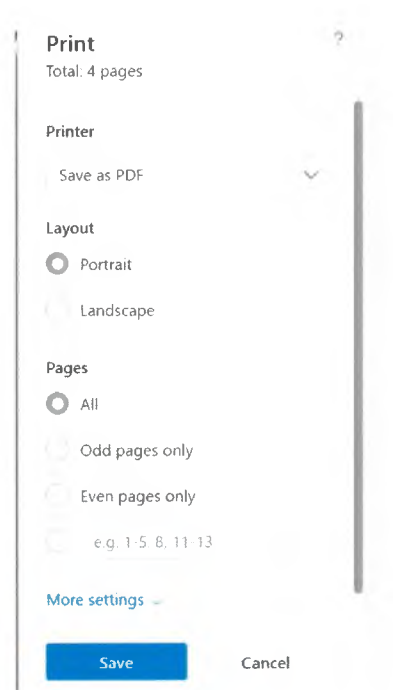 Print
?
Total: 4 pages
Printer
Save as PDF
Layout
Portrait
Landscape
Pages
All
Odd pages only
Even pages only
e.g. 1-5, 8, 11-13
More settings
Save
Cancel